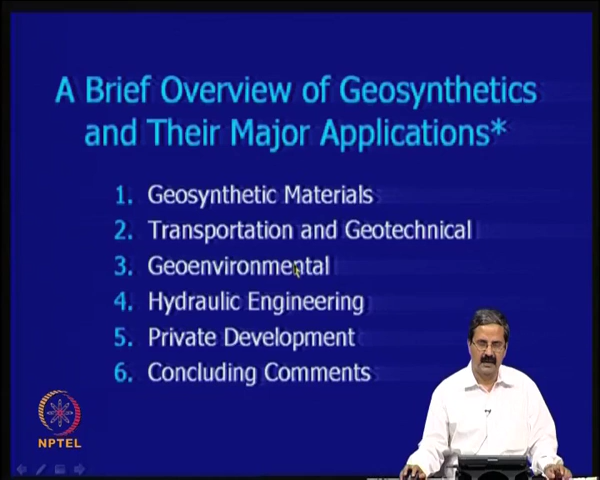 A Brief Overview of Geosynthetics
and Their Major Applications*
1. Geosynthetic Materials
2. Transportation and Geotechnical
3. Geoenvironmental
4. Hydraulic Engineering
5. Private Development
6. Concluding Comments
NPTEL